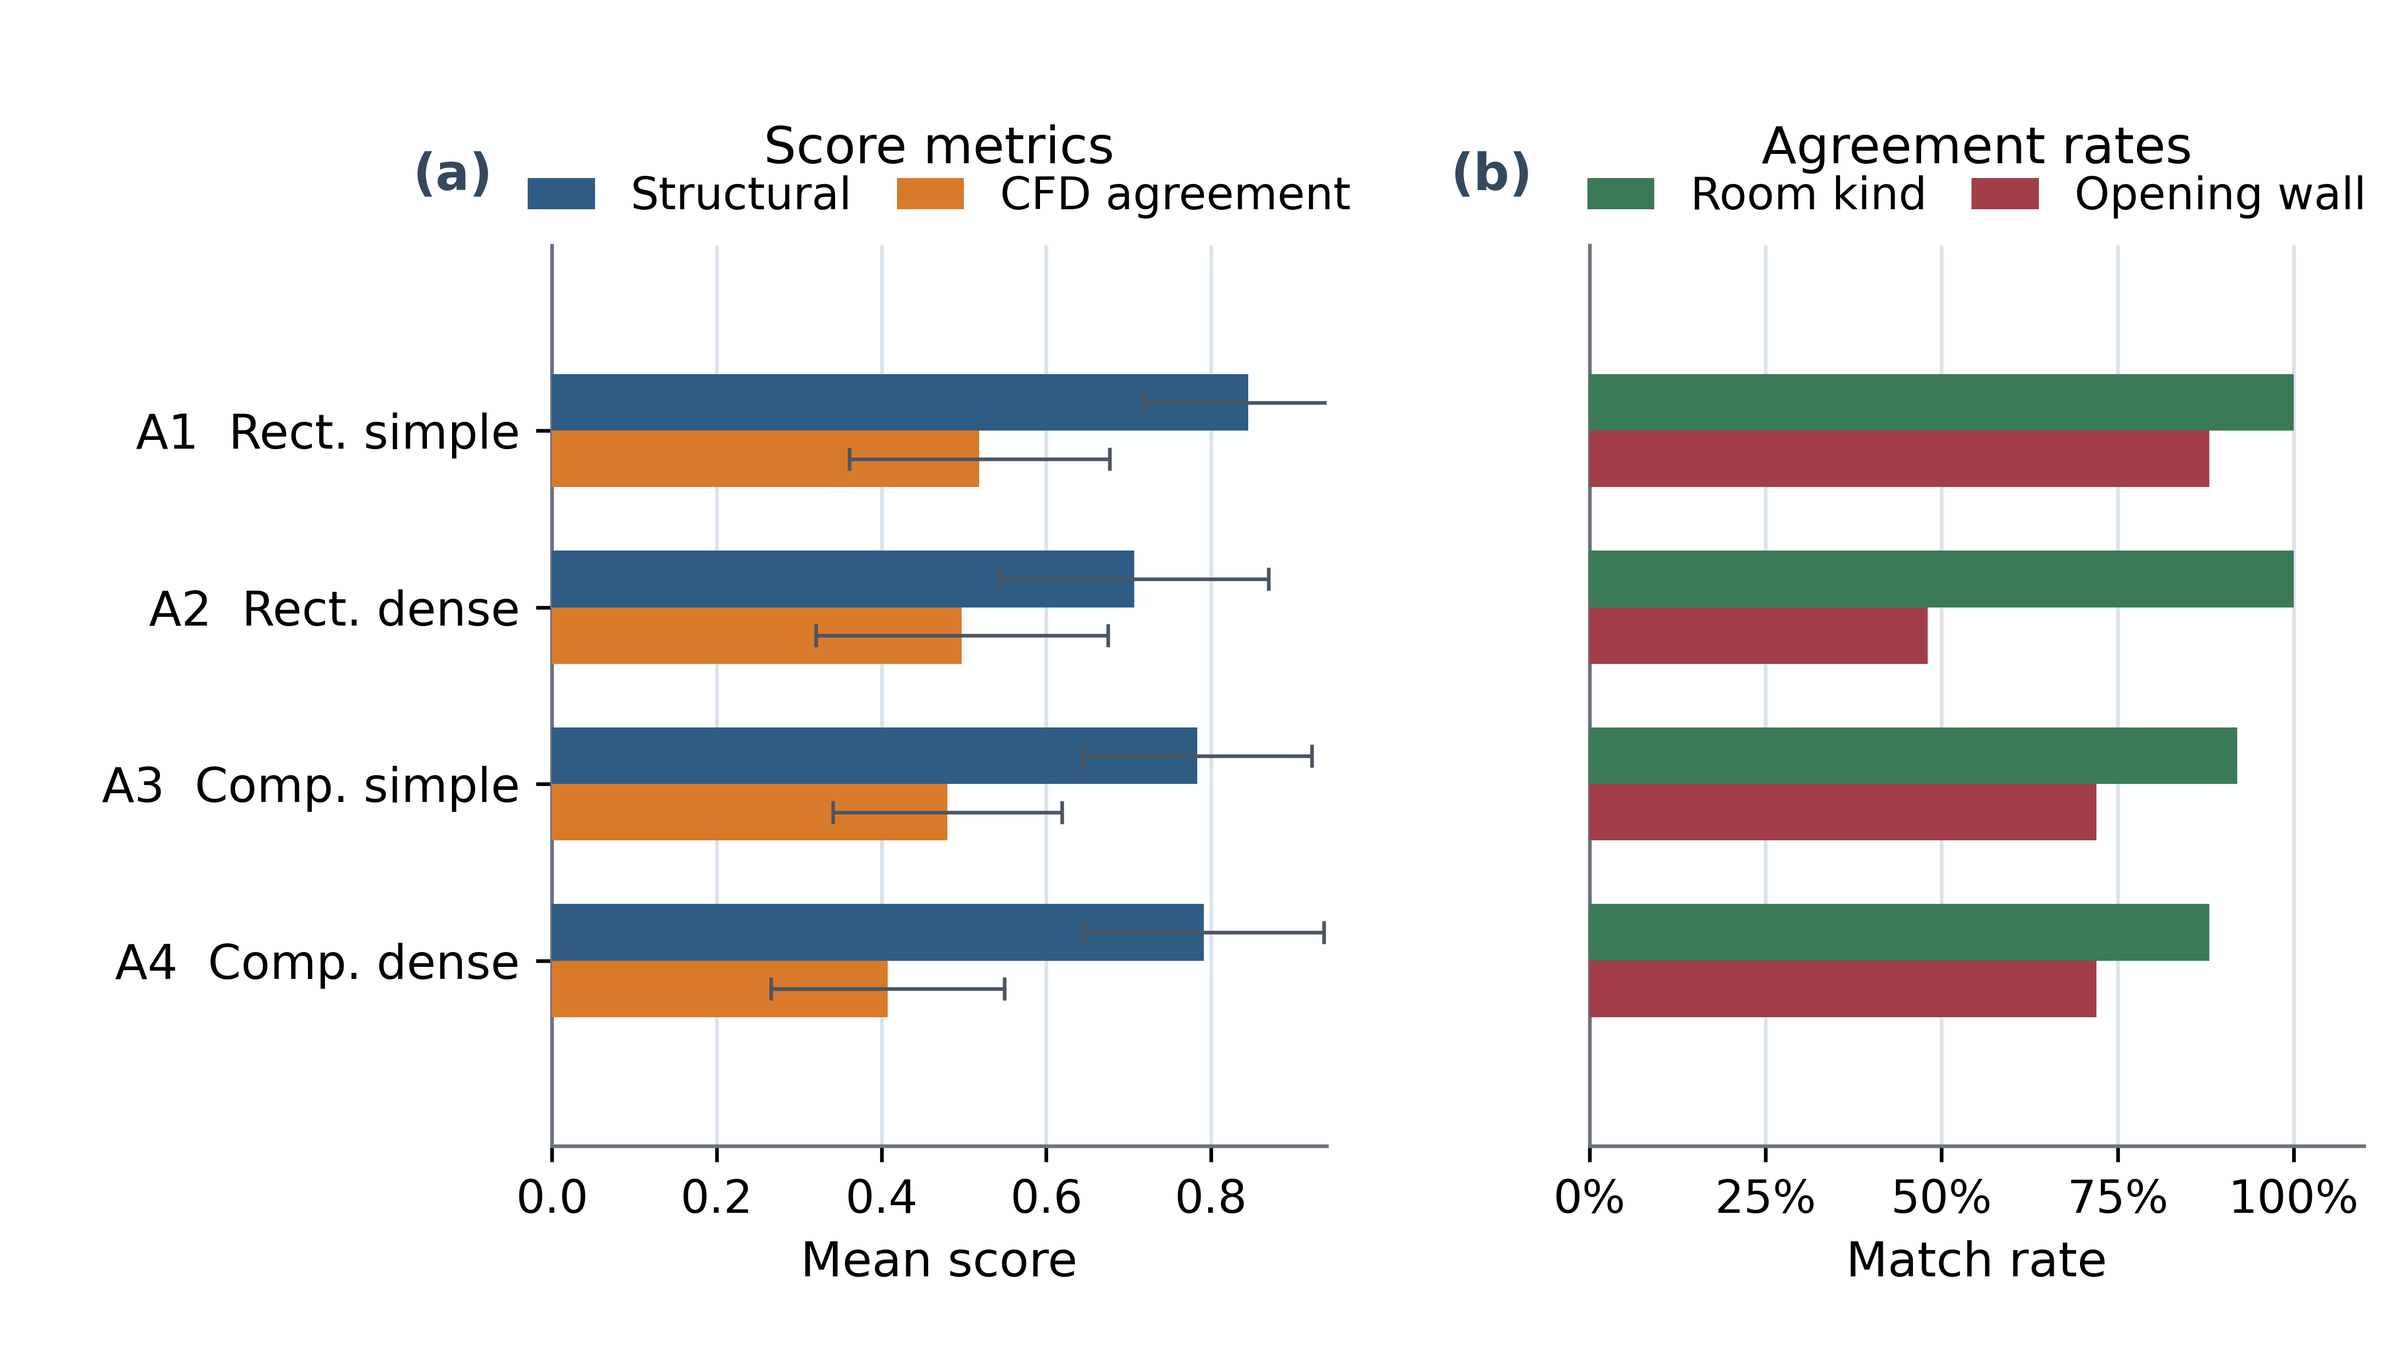 (a)
Score metrics
Structural
CFD agreement
A1  Rect. simple
A2  Rect. dense
A3  Comp. simple
A4  Comp. dense
0.0
0.2
0.4
0.6
0.8
Mean score
(b)
Agreement rates
Room kind
Opening wall
0%
25%
50%
75%
100%
Match rate